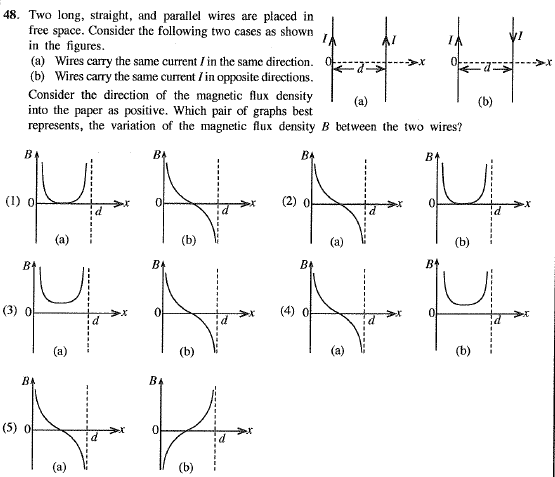 48. Two long, straight, and parallel wires are placed in
free space. Consider the following two cases as shown
in the figures.
(a) Wires carry the same current I in the same direction.
(b) Wires carry the same current I in opposite directions.
Consider the direction of the magnetic flux density
into the paper as positive. Which pair of graphs best
represents, the variation of the magnetic flux density B between the two wires?
I I 0 d x (a)
I I 0 d x (b)
(1) B 0 d x (a)
B 0 d x (b)
(2) B 0 d x (a)
B 0 d x (b)
(3) B 0 d x (a)
B 0 d x (b)
(4) B 0 d x (a)
B 0 d x (b)
(5) B 0 d x (a)
B 0 d x (b)